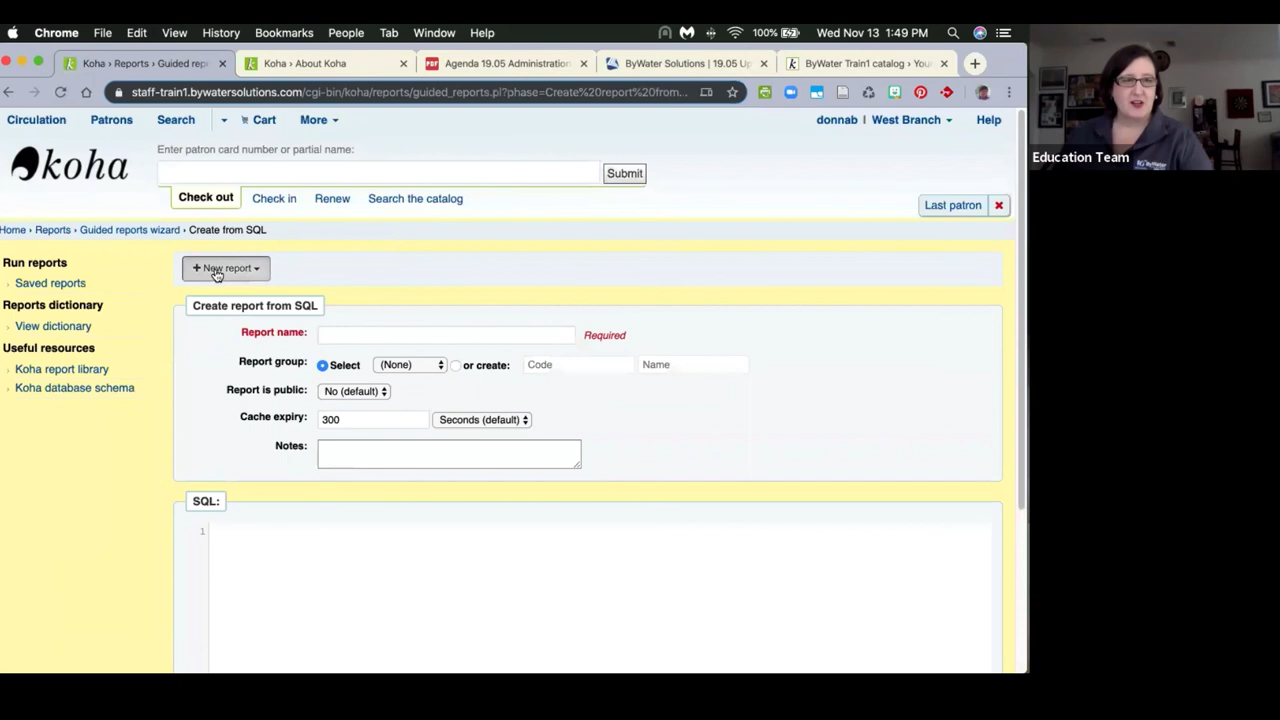 Chrome File Edit View History Bookmarks People Tab Window Help 100% Wed Nov 13 1:49 PM
Koha › Reports › Guided repo Koha › About Koha Agenda 19.05 Administration ByWater Solutions | 19.05 Up ByWater Train1 catalog › You
staff-train1.bywatersolutions.com/cgi-bin/koha/reports/guided_reports.pl?phase=Create%20report%20from...
Circulation Patrons Search Cart More donnab | West Branch Help
koha
Enter patron card number or partial name:
Submit
Check out Check in Renew Search the catalog
Last patron
Home › Reports › Guided reports wizard › Create from SQL
Run reports
Saved reports
Reports dictionary
View dictionary
Useful resources
Koha report library
Koha database schema
+ New report
Create report from SQL
Report name: Required
Report group: Select (None) or create: Code Name
Report is public: No (default)
Cache expiry: 300 Seconds (default)
Notes:
SQL:
1
ByWater
Education Team